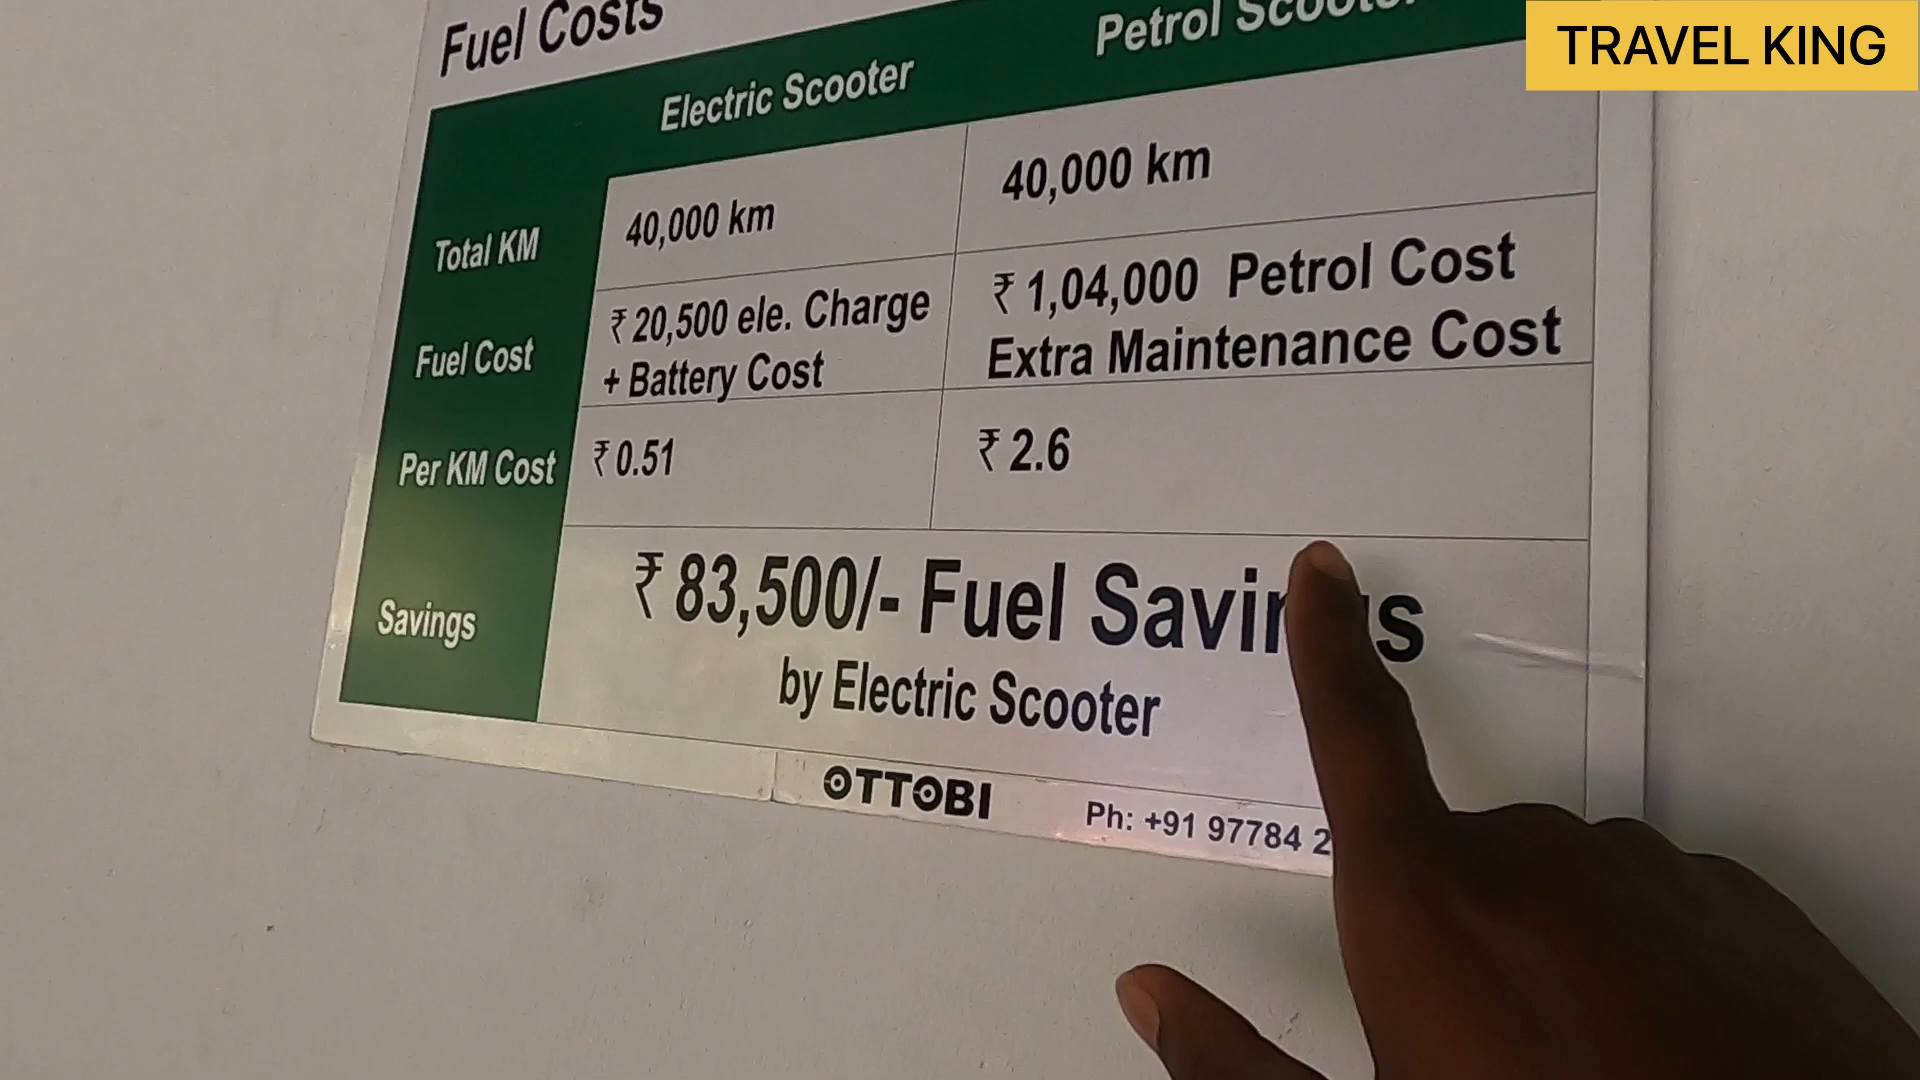 TRAVEL KING
Fuel Costs
Electric Scooter
Petrol
Total KM
40,000 km
40,000 km
Fuel Cost
₹ 20,500 ele. Charge
+ Battery Cost
₹ 1,04,000 Petrol Cost
Extra Maintenance Cost
Per KM Cost
₹ 0.51
₹ 2.6
Savings
₹ 83,500/- Fuel
by Electric Scooter
OTTOBI
Ph: +91 97784 2